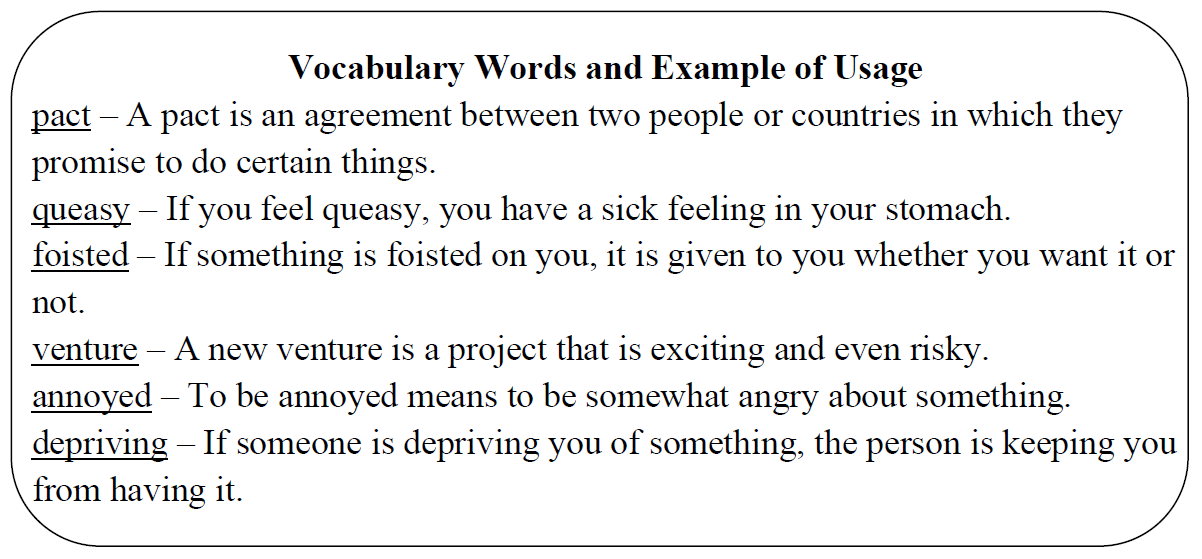 Vocabulary Words and Example of Usage
pact – A pact is an agreement between two people or countries in which they
promise to do certain things.
queasy – If you feel queasy, you have a sick feeling in your stomach.
foisted – If something is foisted on you, it is given to you whether you want it or
not.
venture – A new venture is a project that is exciting and even risky.
annoyed – To be annoyed means to be somewhat angry about something.
depriving – If someone is depriving you of something, the person is keeping you
from having it.